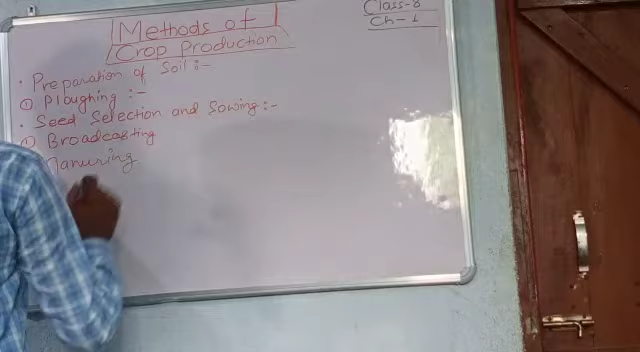 Methods of
Crop Production
Class-8
Ch-1
• Preparation of Soil :-
① Ploughing :-
• Seed Selection and Sowing :-
① Broadcasting
Manuring